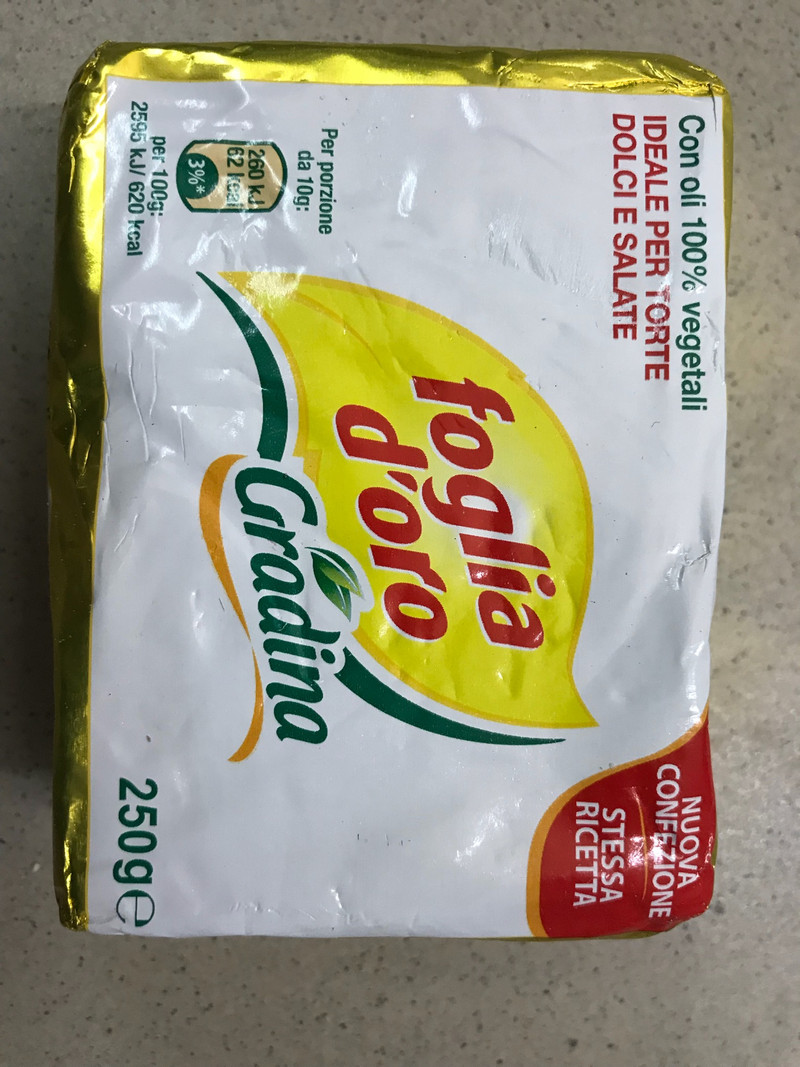 Con oli 100% vegetali
IDEALE PER TORTE
DOLCI E SALATE
NUOVA
CONFEZIONE
STESSA
RICETTA
foglia
d'oro
Gradina
Per porzione
da 10g:
260 kJ
62 kcal
3%*
per 100g:
2595 kJ/ 620 kcal
250g℮